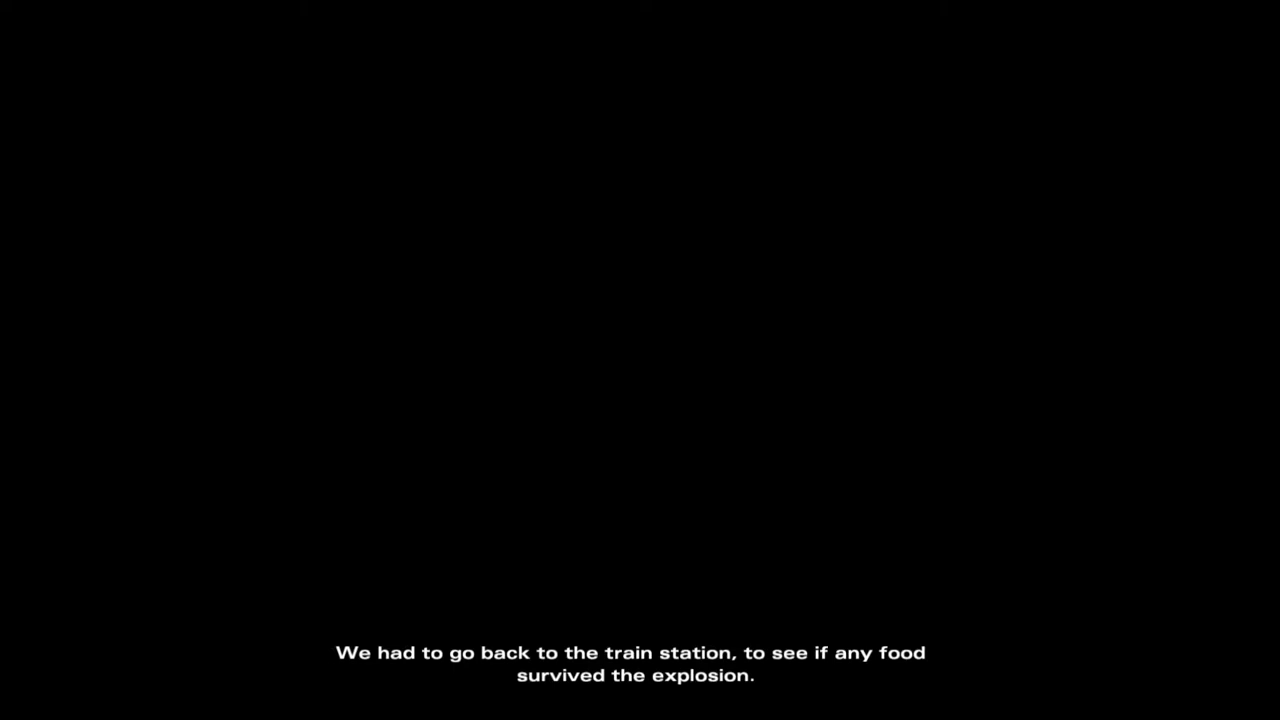 We had to go back to the train station, to see if any food
survived the explosion.